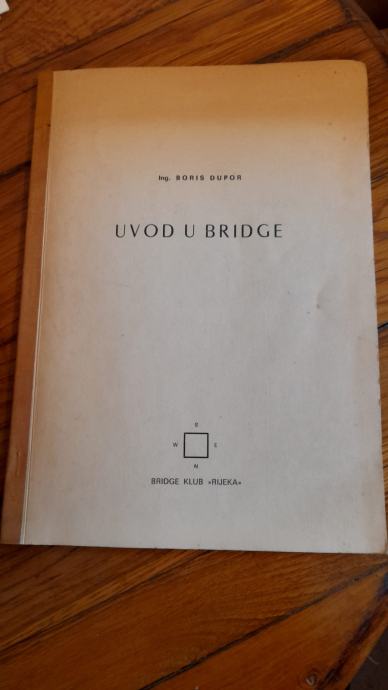 Ing. BORIS DUPOR
UVOD U BRIDGE
S
W E
N
BRIDGE KLUB »RIJEKA«